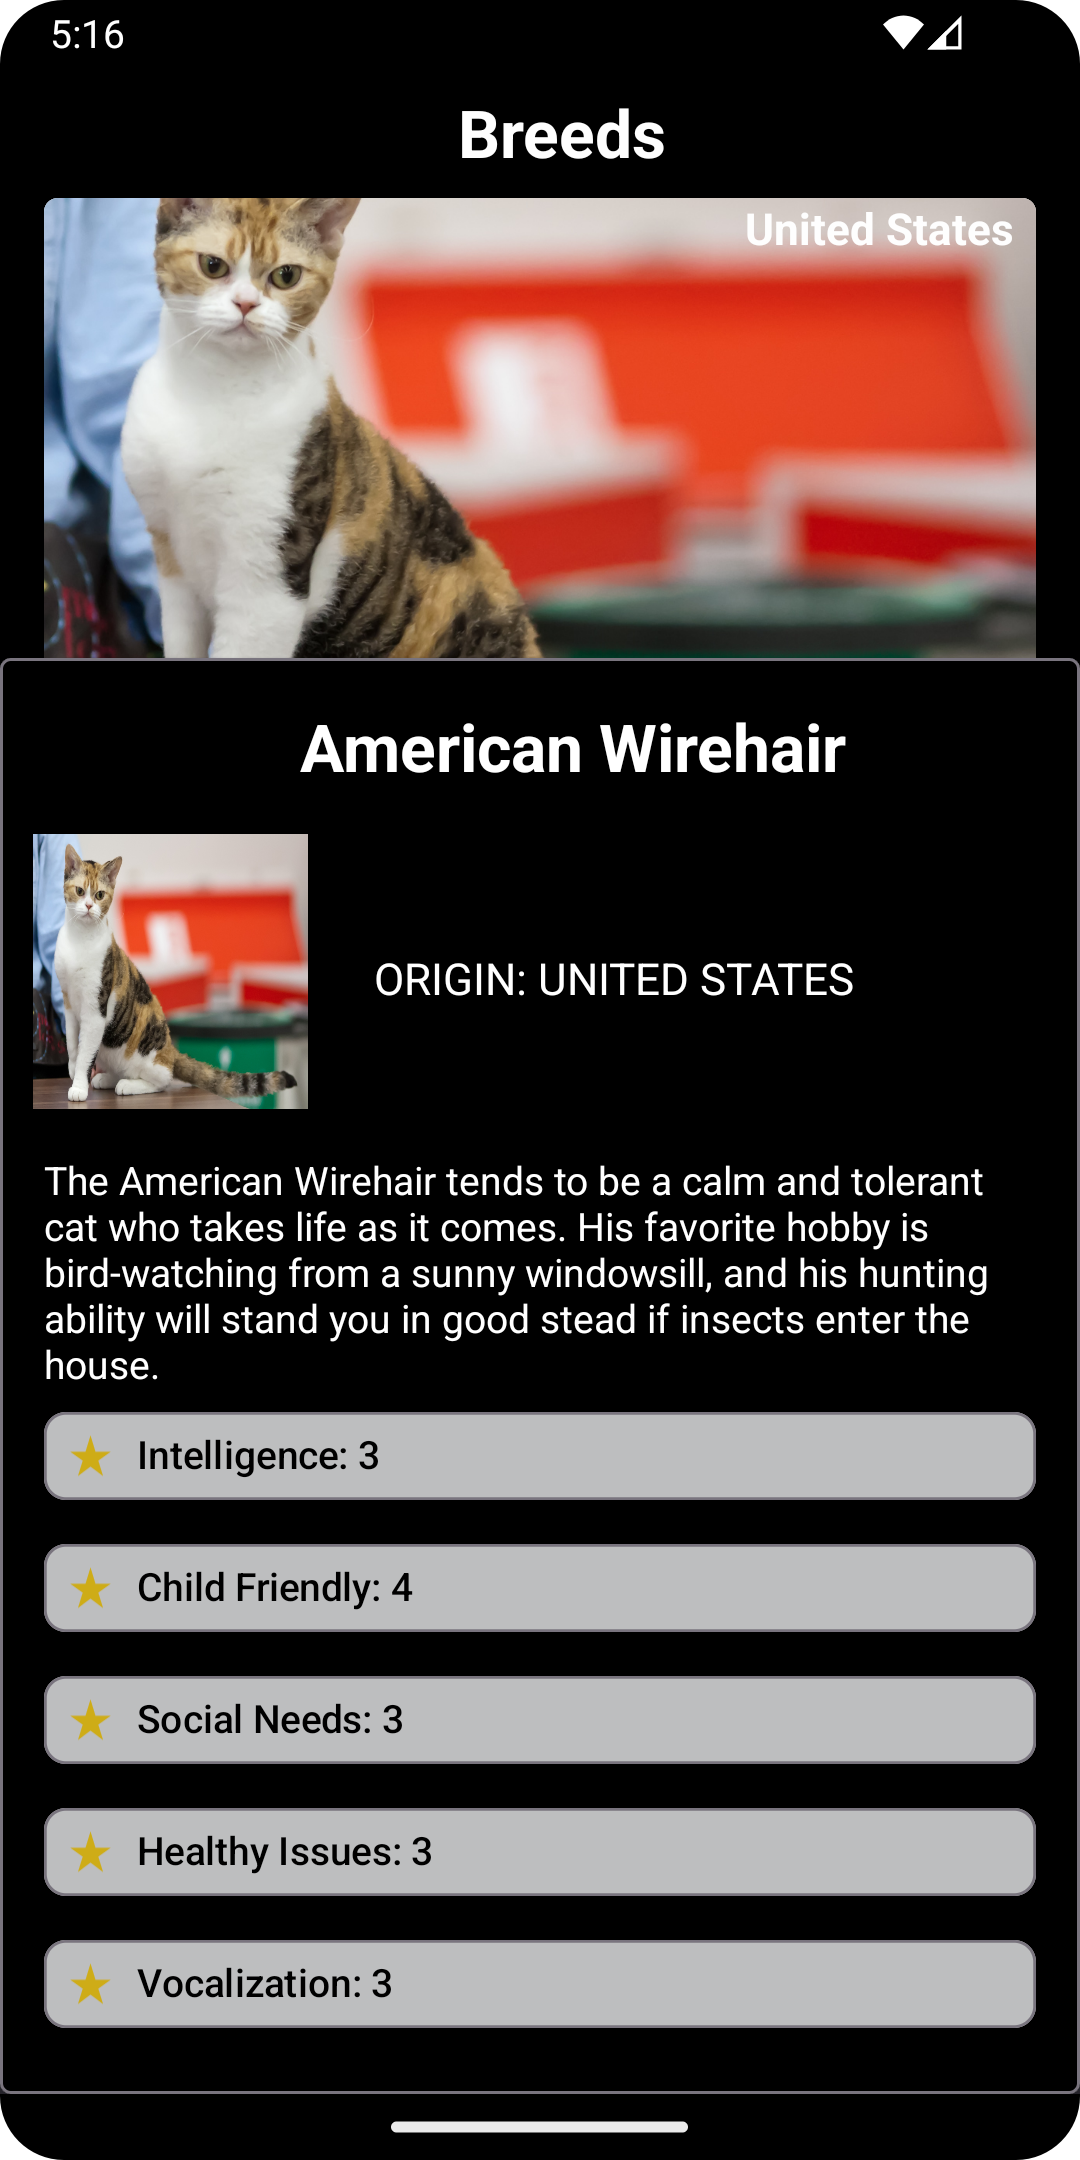 5:16
Breeds
United States
American Wirehair
ORIGIN: UNITED STATES
The American Wirehair tends to be a calm and tolerant
cat who takes life as it comes. His favorite hobby is
bird-watching from a sunny windowsill, and his hunting
ability will stand you in good stead if insects enter the
house.
Intelligence: 3
Child Friendly: 4
Social Needs: 3
Healthy Issues: 3
Vocalization: 3